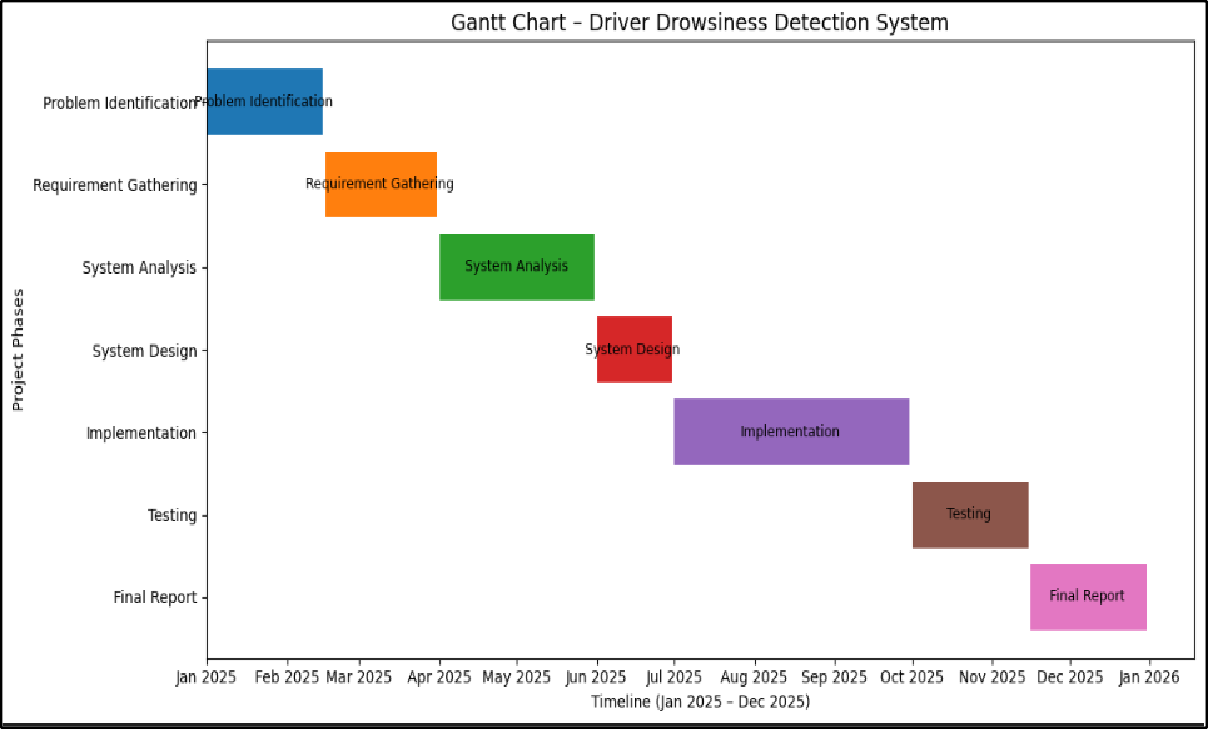 Gantt Chart – Driver Drowsiness Detection System
Project Phases
Problem Identification
Problem Identification
Requirement Gathering
Requirement Gathering
System Analysis
System Analysis
System Design
System Design
Implementation
Implementation
Testing
Testing
Final Report
Final Report
Jan 2025 Feb 2025 Mar 2025 Apr 2025 May 2025 Jun 2025 Jul 2025 Aug 2025 Sep 2025 Oct 2025 Nov 2025 Dec 2025 Jan 2026
Timeline (Jan 2025 – Dec 2025)